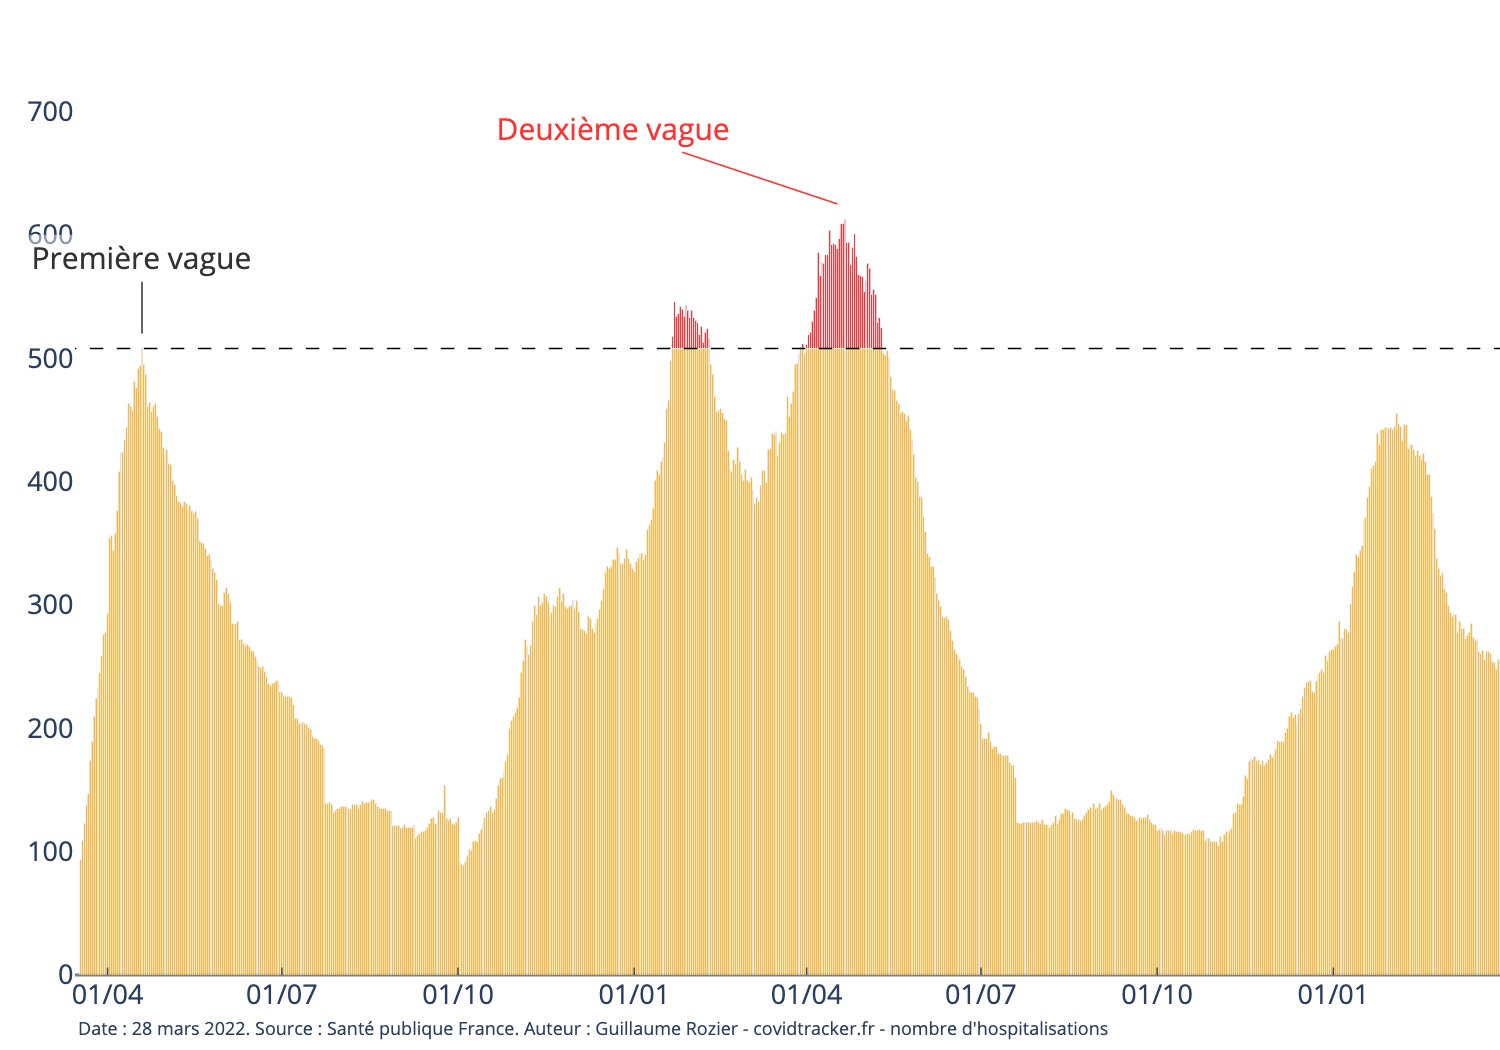 700
Deuxième vague
600
Première vague
500
400
300
200
100
0
01/04 01/07 01/10 01/01 01/04 01/07 01/10 01/01
Date : 28 mars 2022. Source : Santé publique France. Auteur : Guillaume Rozier - covidtracker.fr - nombre d'hospitalisations